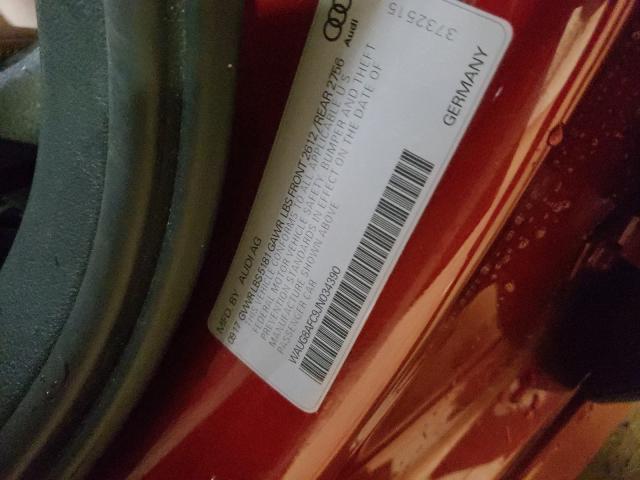 Audi
3732515
MFD. BY AUDI AG
08/17 GVWR LBS 5181 GAWR LBS FRONT 2612 / REAR 2756
THIS VEHICLE CONFORMS TO ALL APPLICABLE U.S.
FEDERAL MOTOR VEHICLE SAFETY, BUMPER AND THEFT
PREVENTION STANDARDS IN EFFECT ON THE DATE OF
MANUFACTURE SHOWN ABOVE
PASSENGER CAR
WAUG8AFC9JN034390
GERMANY